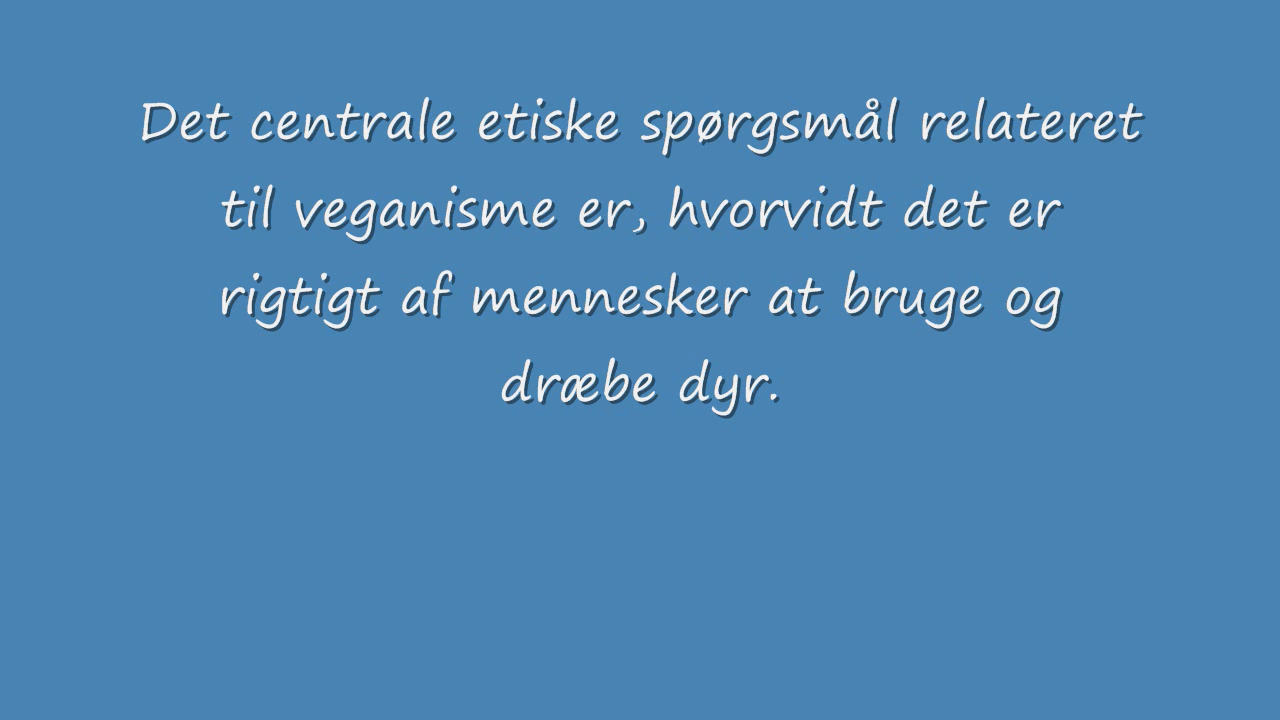 Det centrale etiske spørgsmål relateret
til veganisme er, hvorvidt det er
rigtigt af mennesker at bruge og
dræbe dyr.